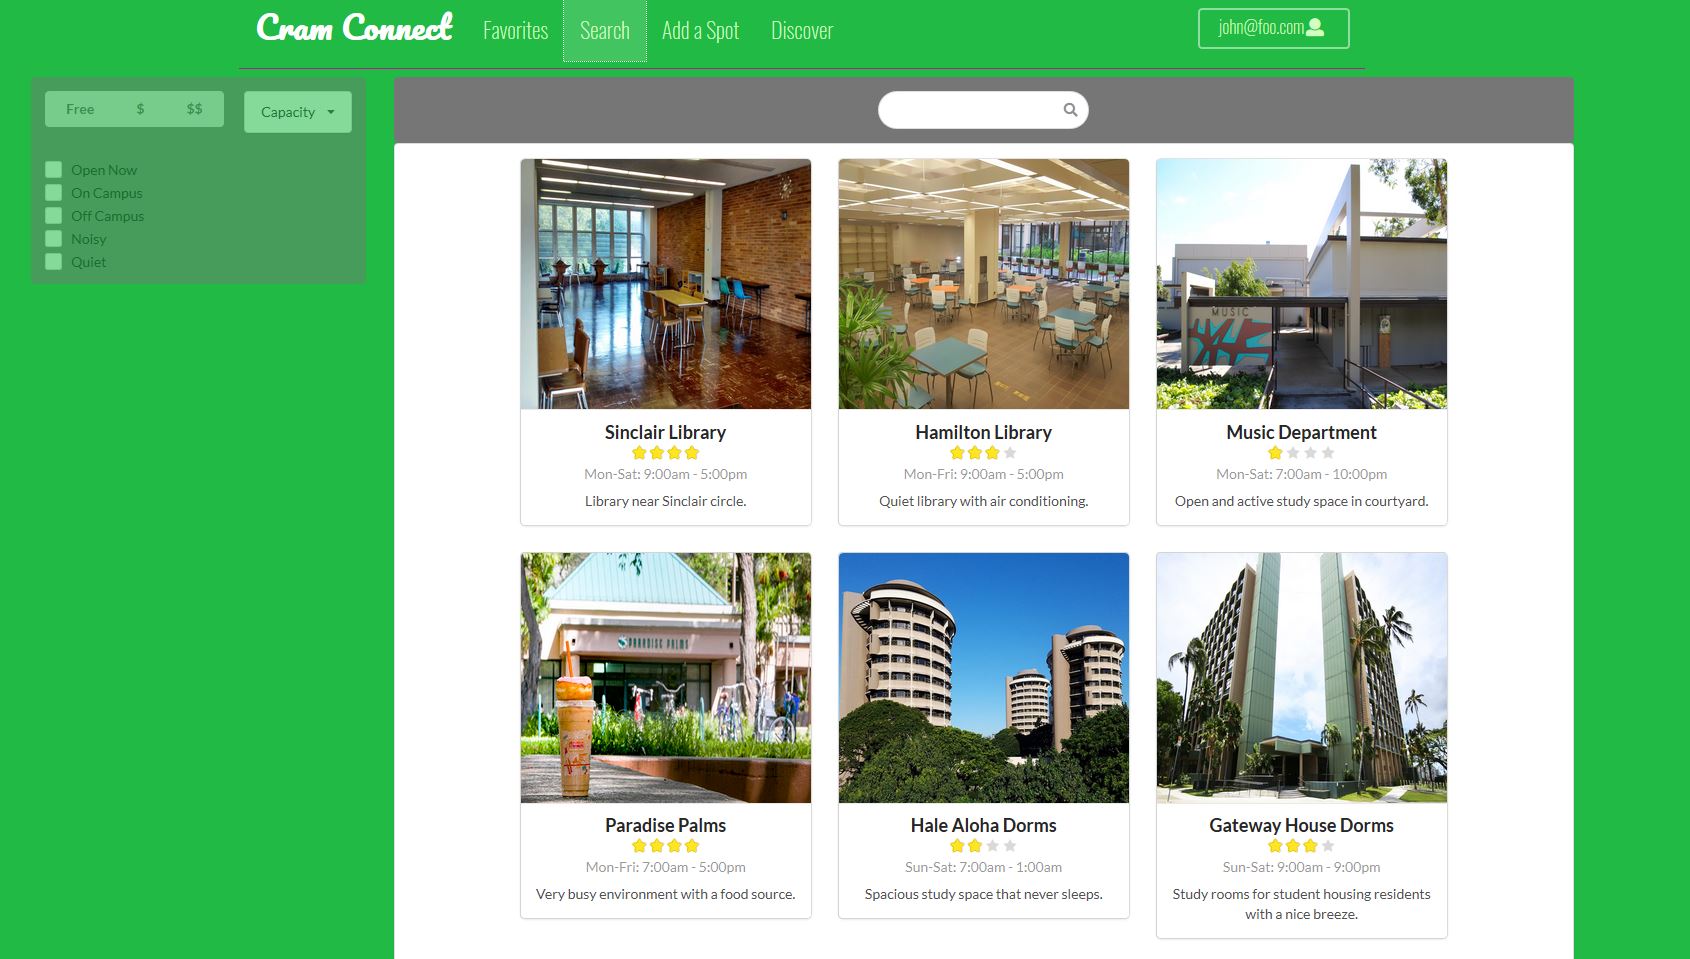 Cram Connect
Favorites
Search
Add a Spot
Discover
john@foo.com
Free $ $$
Capacity
Open Now
On Campus
Off Campus
Noisy
Quiet
MUSIC
Sinclair Library
Mon-Sat: 9:00am - 5:00pm
Library near Sinclair circle.
Hamilton Library
Mon-Fri: 9:00am - 5:00pm
Quiet library with air conditioning.
Music Department
Mon-Sat: 7:00am - 10:00pm
Open and active study space in courtyard.
PARADISE PALMS
Paradise Palms
Mon-Fri: 7:00am - 5:00pm
Very busy environment with a food source.
Hale Aloha Dorms
Sun-Sat: 7:00am - 1:00am
Spacious study space that never sleeps.
Gateway House Dorms
Sun-Sat: 9:00am - 9:00pm
Study rooms for student housing residents
with a nice breeze.